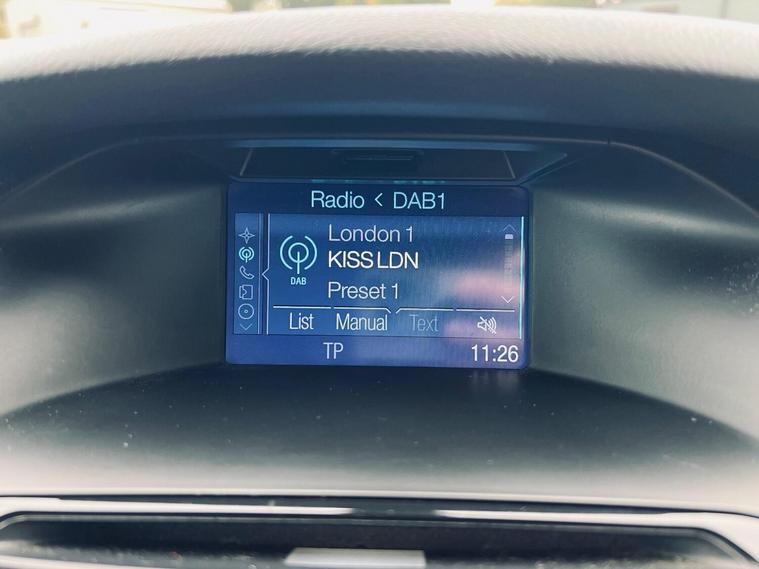 Radio < DAB1
London 1
KISS LDN
DAB
Preset 1
List Manual Text
TP 11:26